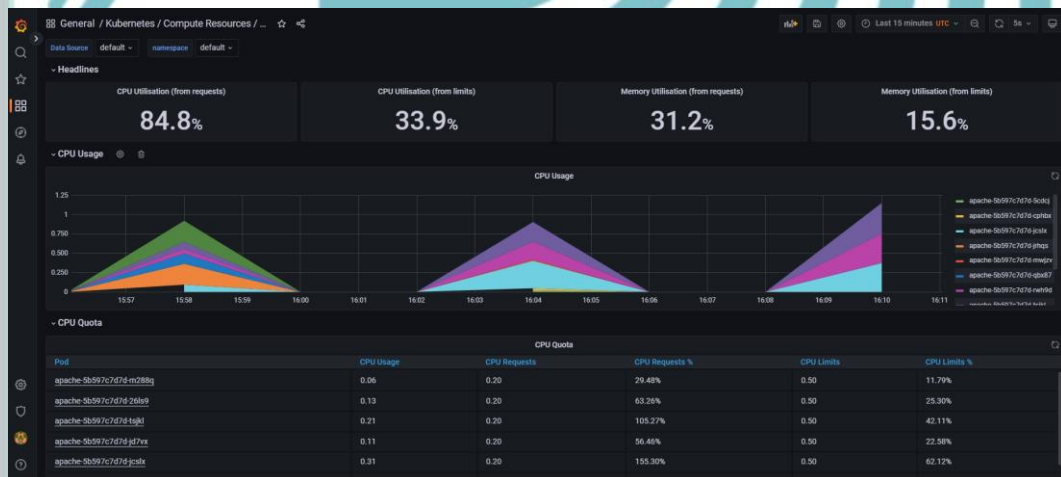 General / Kubernetes / Compute Resources / ...
Last 15 minutes UTC
5s
Data Source default namespace default
Headlines
CPU Utilisation (from requests) CPU Utilisation (from limits) Memory Utilisation (from requests) Memory Utilisation (from limits)
84.8% 33.9% 31.2% 15.6%
CPU Usage
CPU Usage
1.25
1
0.750
0.500
0.250
0
15:57 15:58 15:59 16:00 16:01 16:02 16:03 16:04 16:05 16:06 16:07 16:08 16:09 16:10 16:11
apache-5b597c7d7d-5cdcj
apache-5b597c7d7d-cphbx
apache-5b597c7d7d-jcslx
apache-5b597c7d7d-jrhqs
apache-5b597c7d7d-mwjzv
apache-5b597c7d7d-qbx87
apache-5b597c7d7d-rwh9d
apache-5b597c7d7d-tsjkl
CPU Quota
CPU Quota
Pod CPU Usage CPU Requests CPU Requests % CPU Limits CPU Limits %
apache-5b597c7d7d-m288q 0.06 0.20 29.48% 0.50 11.79%
apache-5b597c7d7d-26ls9 0.13 0.20 63.26% 0.50 25.30%
apache-5b597c7d7d-tsjkl 0.21 0.20 105.27% 0.50 42.11%
apache-5b597c7d7d-jd7vx 0.11 0.20 56.46% 0.50 22.58%
apache-5b597c7d7d-jcslx 0.31 0.20 155.30% 0.50 62.12%